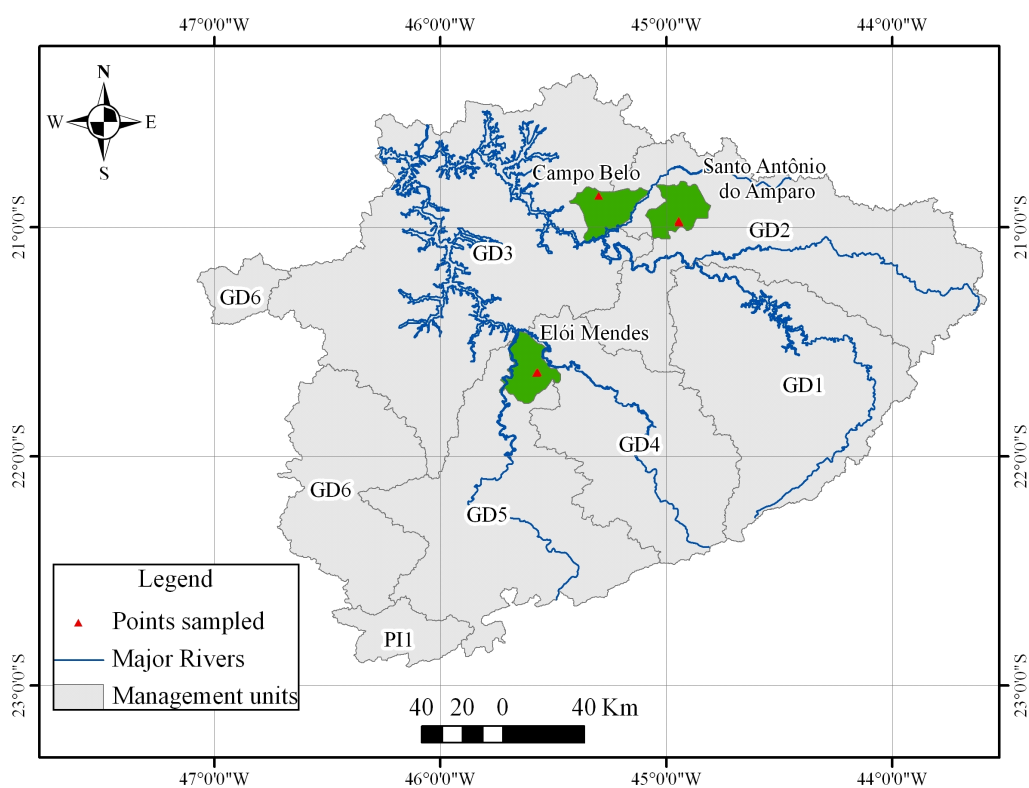 47°0'0"W 46°0'0"W 45°0'0"W 44°0'0"W
N
W E
S
Campo Belo
Santo Antônio
do Amparo
21°0'0"S
21°0'0"S
GD2
GD3
GD6
Elói Mendes
GD1
GD4
22°0'0"S
22°0'0"S
GD6
GD5
Legend
Points sampled
Major Rivers
Management units
PI1
23°0'0"S
23°0'0"S
40 20 0 40 Km
47°0'0"W 46°0'0"W 45°0'0"W 44°0'0"W